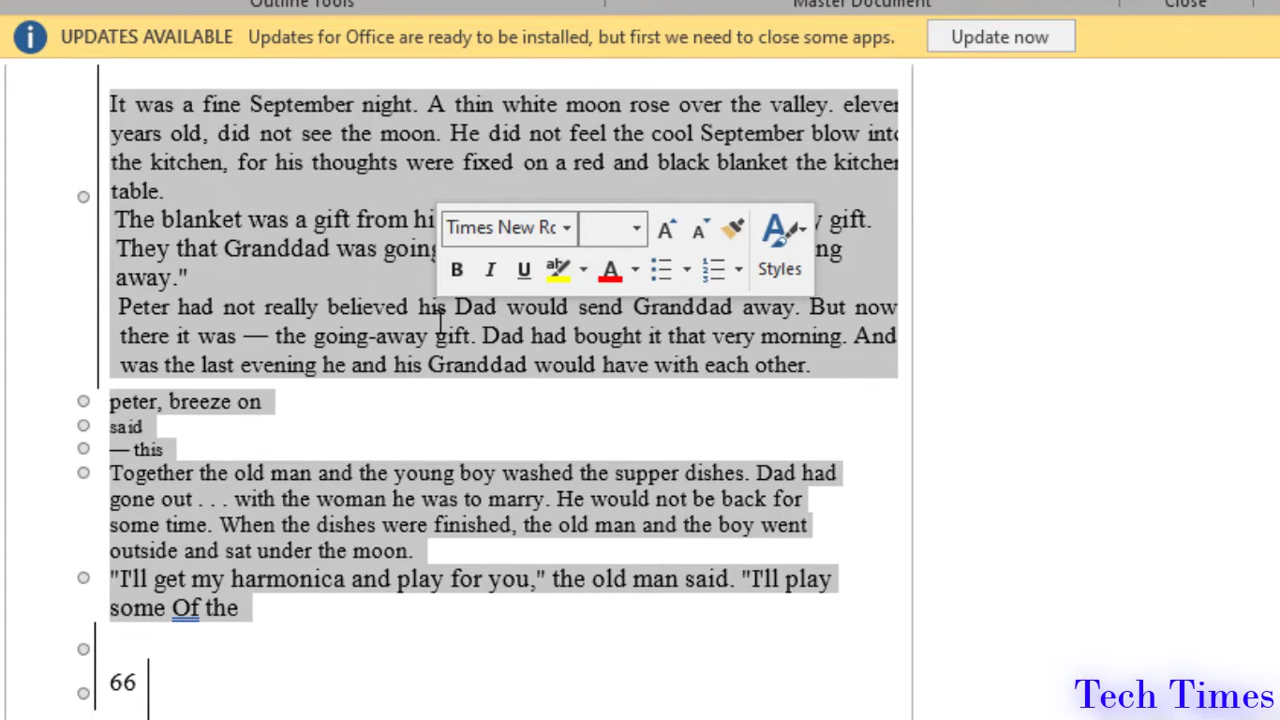 Outline Tools Master Document Close
UPDATES AVAILABLE Updates for Office are ready to be installed, but first we need to close some apps. Update now
It was a fine September night. A thin white moon rose over the valley. eleven
years old, did not see the moon. He did not feel the cool September blow into
the kitchen, for his thoughts were fixed on a red and black blanket the kitchen
table.
The blanket was a gift from hi gift.
They that Granddad was going ng
away."
Times New Ro
B I U Styles
Peter had not really believed his Dad would send Granddad away. But now
there it was — the going-away gift. Dad had bought it that very morning. And
was the last evening he and his Granddad would have with each other.
peter, breeze on
said
— this
Together the old man and the young boy washed the supper dishes. Dad had
gone out . . . with the woman he was to marry. He would not be back for
some time. When the dishes were finished, the old man and the boy went
outside and sat under the moon.
"I'll get my harmonica and play for you," the old man said. "I'll play
some Of the
66
Tech Times